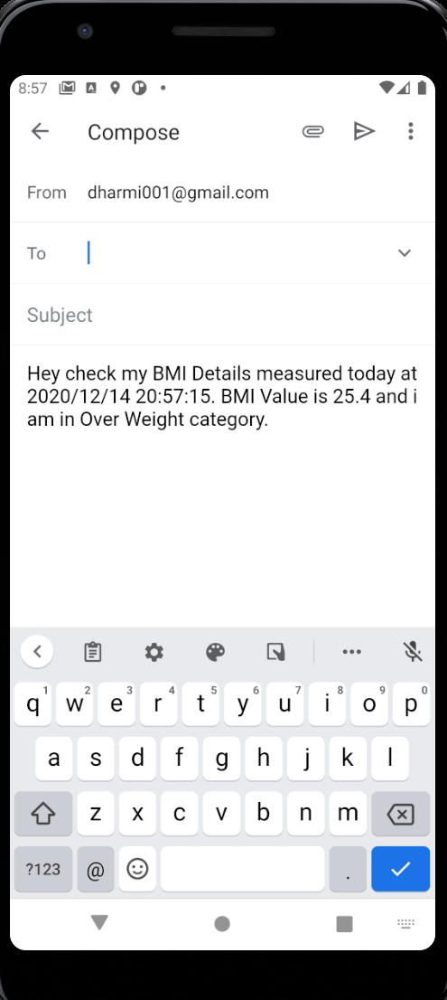 8:57
Compose
From dharmi001@gmail.com
To
Subject
Hey check my BMI Details measured today at
2020/12/14 20:57:15. BMI Value is 25.4 and i
am in Over Weight category.
q1 w2 e3 r4 t5 y6 u7 i8 o9 p0
a s d f g h j k l
z x c v b n m
?123 @ .